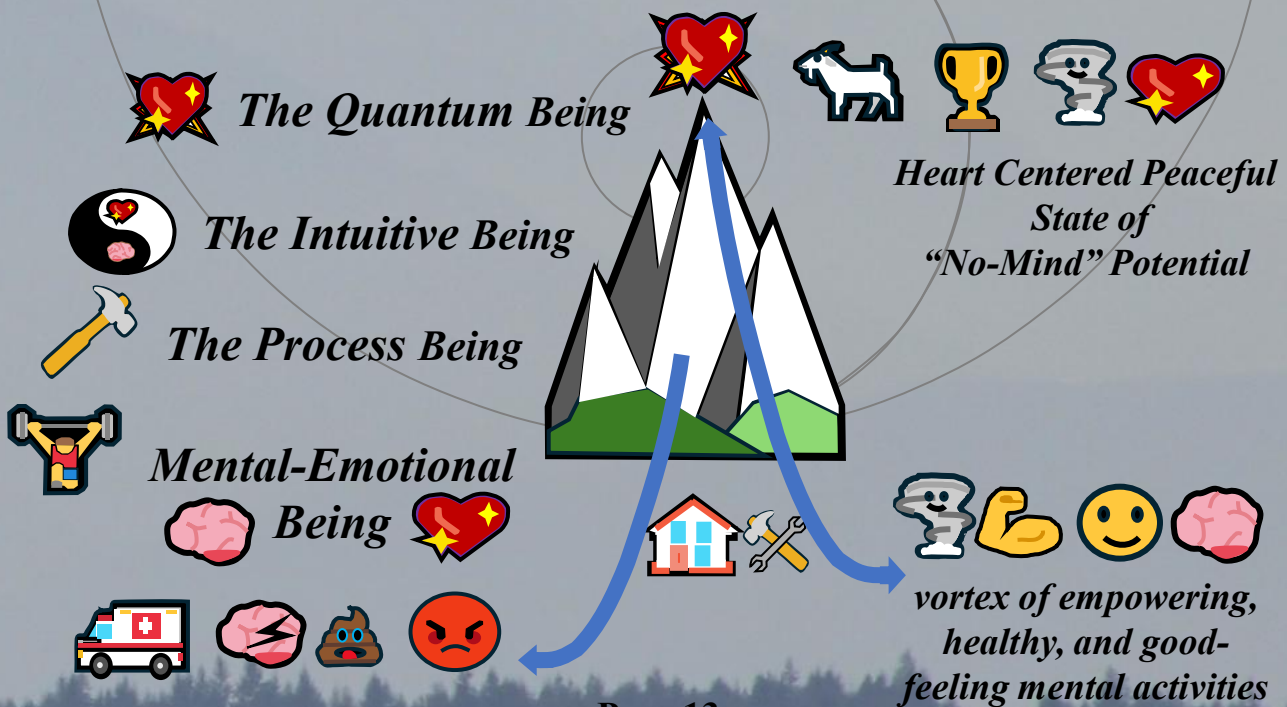 The Quantum Being
Heart Centered Peaceful
State of
“No-Mind” Potential
The Intuitive Being
The Process Being
Mental-Emotional
Being
vortex of empowering,
healthy, and good-
feeling mental activities